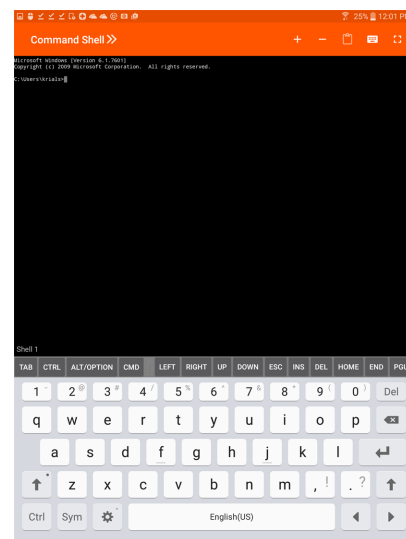 25% 12:01 PM
Command Shell
Microsoft Windows [Version 6.1.7601]
Copyright (c) 2009 Microsoft Corporation. All rights reserved.
C:\Users\krials>
Shell 1
TAB CTRL ALT/OPTION CMD LEFT RIGHT UP DOWN ESC INS DEL HOME END PGU
1 - 2 @ 3 # 4 / 5 % 6 ^ 7 & 8 * 9 ( 0 ) Del
q w e r t y u i o p
a s d f g h j k l
z x c v b n m , ! . ?
Ctrl Sym English(US)